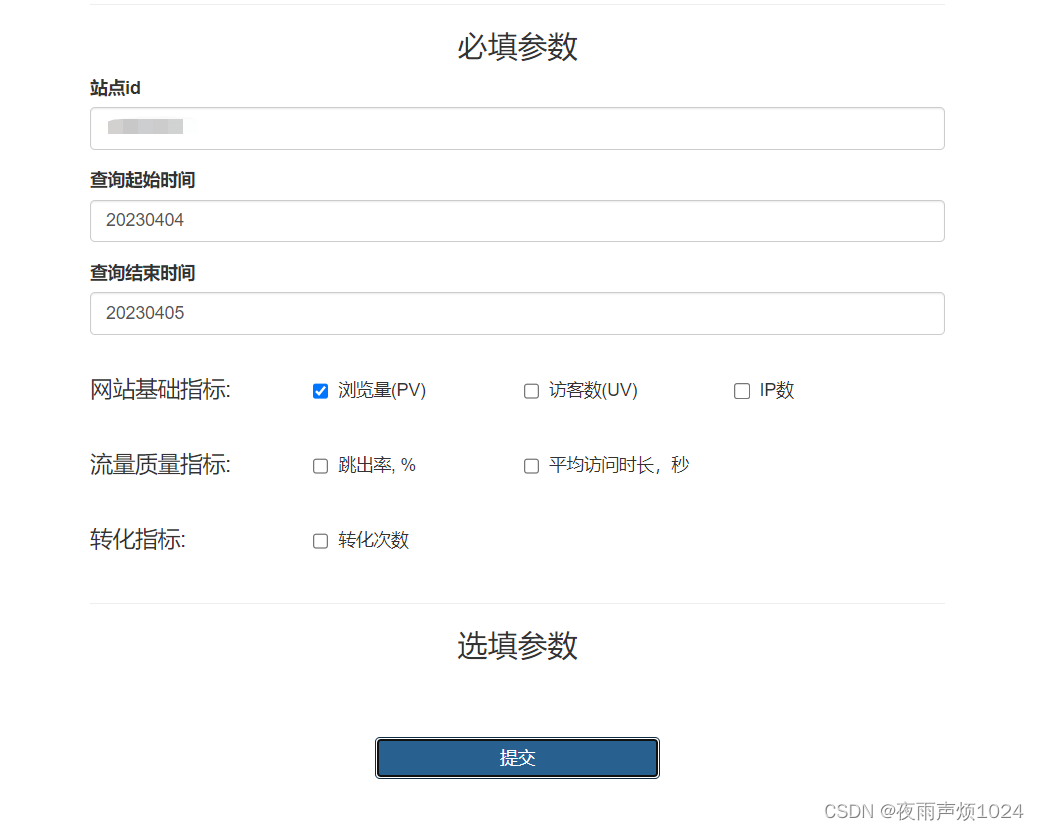 必填参数
站点id
查询起始时间
20230404
查询结束时间
20230405
网站基础指标: 浏览量(PV) 访客数(UV) IP数
流量质量指标: 跳出率, % 平均访问时长，秒
转化指标: 转化次数
选填参数
提交
CSDN @夜雨声烦1024